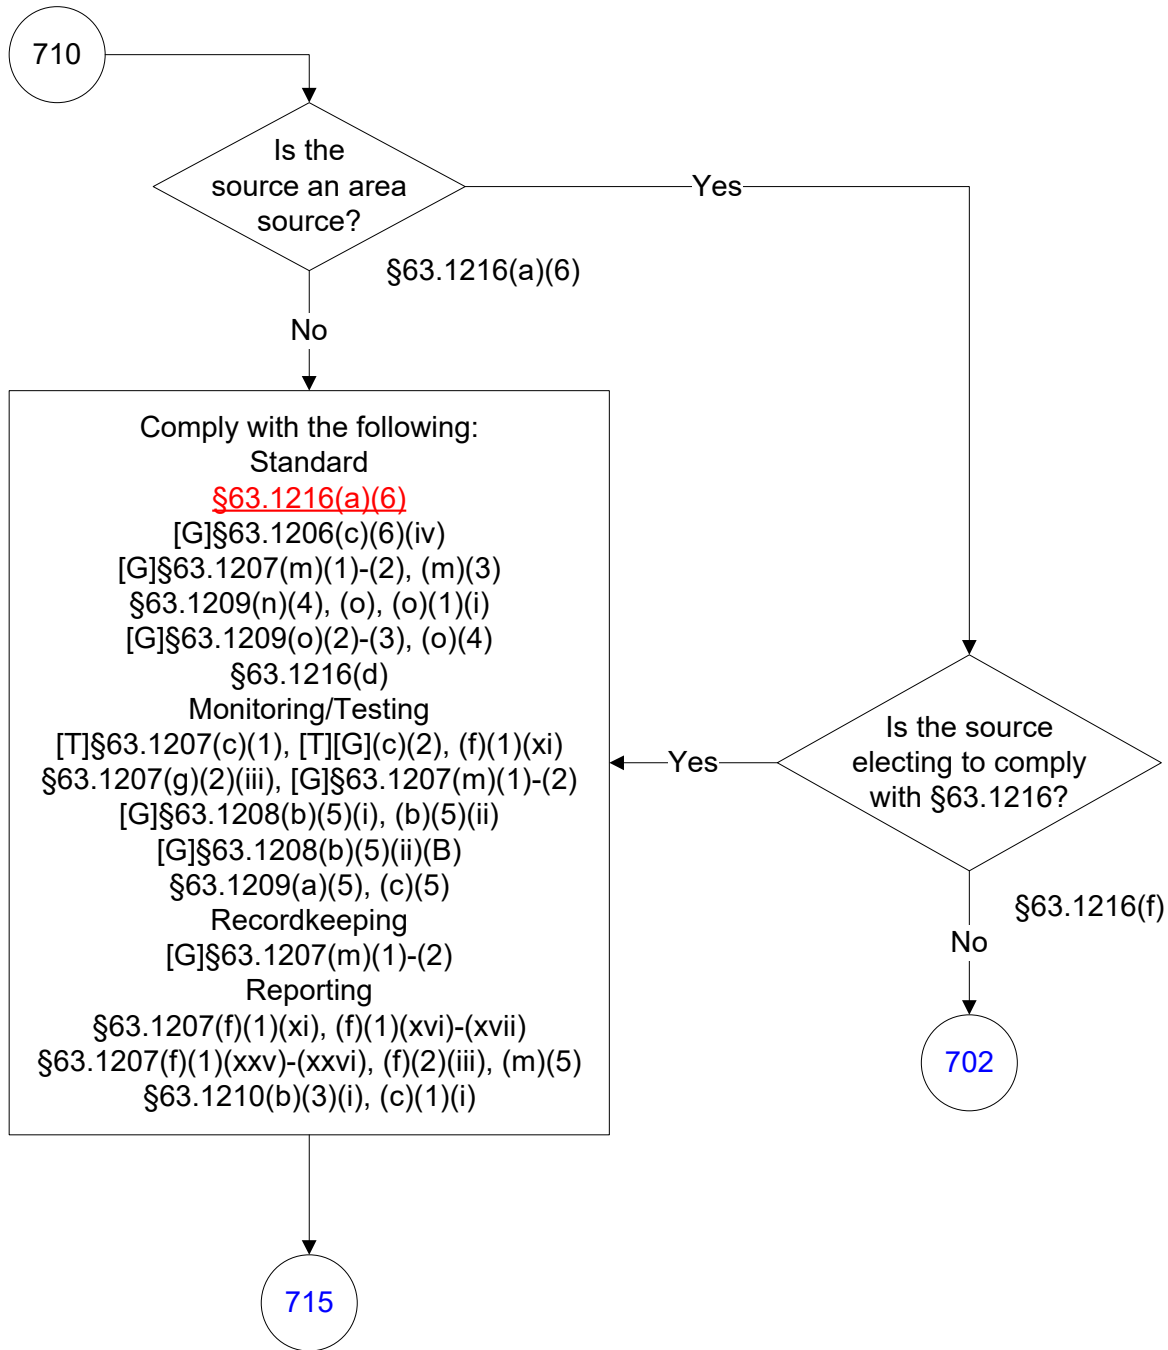 710
Is the
source an area
source?
Yes
§63.1216(a)(6)
No
Comply with the following:
Standard
§63.1216(a)(6)
[G]§63.1206(c)(6)(iv)
[G]§63.1207(m)(1)-(2), (m)(3)
§63.1209(n)(4), (o), (o)(1)(i)
[G]§63.1209(o)(2)-(3), (o)(4)
§63.1216(d)
Monitoring/Testing
[T]§63.1207(c)(1), [T][G](c)(2), (f)(1)(xi)
§63.1207(g)(2)(iii), [G]§63.1207(m)(1)-(2)
[G]§63.1208(b)(5)(i), (b)(5)(ii)
[G]§63.1208(b)(5)(ii)(B)
§63.1209(a)(5), (c)(5)
Recordkeeping
[G]§63.1207(m)(1)-(2)
Reporting
§63.1207(f)(1)(xi), (f)(1)(xvi)-(xvii)
§63.1207(f)(1)(xxv)-(xxvi), (f)(2)(iii), (m)(5)
§63.1210(b)(3)(i), (c)(1)(i)
Yes
Is the source
electing to comply
with §63.1216?
§63.1216(f)
No
702
715